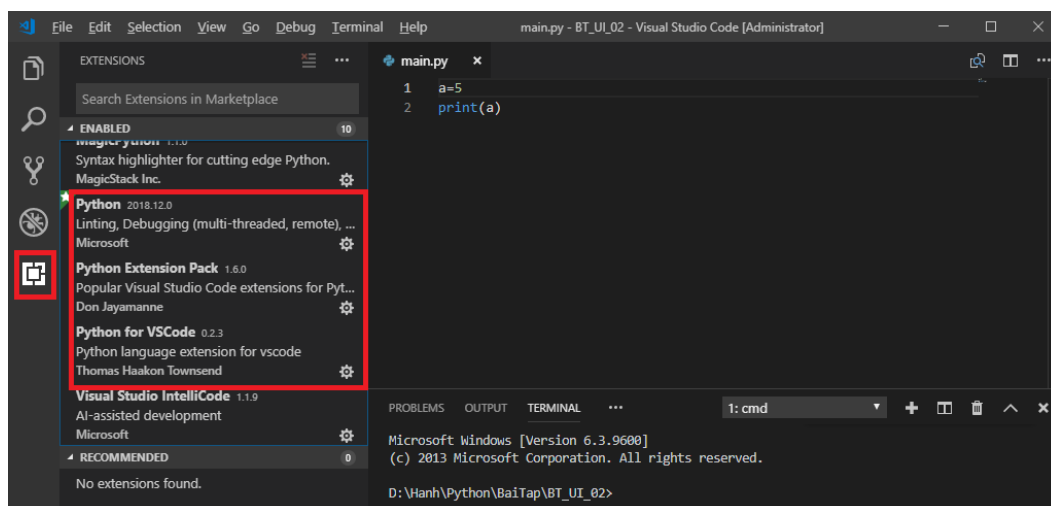 File Edit Selection View Go Debug Terminal Help main.py - BT_UI_02 - Visual Studio Code [Administrator]
EXTENSIONS
Search Extensions in Marketplace
ENABLED 10
MagicPython 1.1.0
Syntax highlighter for cutting edge Python.
MagicStack Inc.
Python 2018.12.0
Linting, Debugging (multi-threaded, remote), ...
Microsoft
Python Extension Pack 1.6.0
Popular Visual Studio Code extensions for Pyt...
Don Jayamanne
Python for VSCode 0.2.3
Python language extension for vscode
Thomas Haakon Townsend
Visual Studio IntelliCode 1.1.9
AI-assisted development
Microsoft
RECOMMENDED 0
No extensions found.
main.py
1 a=5
2 print(a)
PROBLEMS OUTPUT TERMINAL ... 1: cmd
Microsoft Windows [Version 6.3.9600]
(c) 2013 Microsoft Corporation. All rights reserved.
D:\Hanh\Python\BaiTap\BT_UI_02>